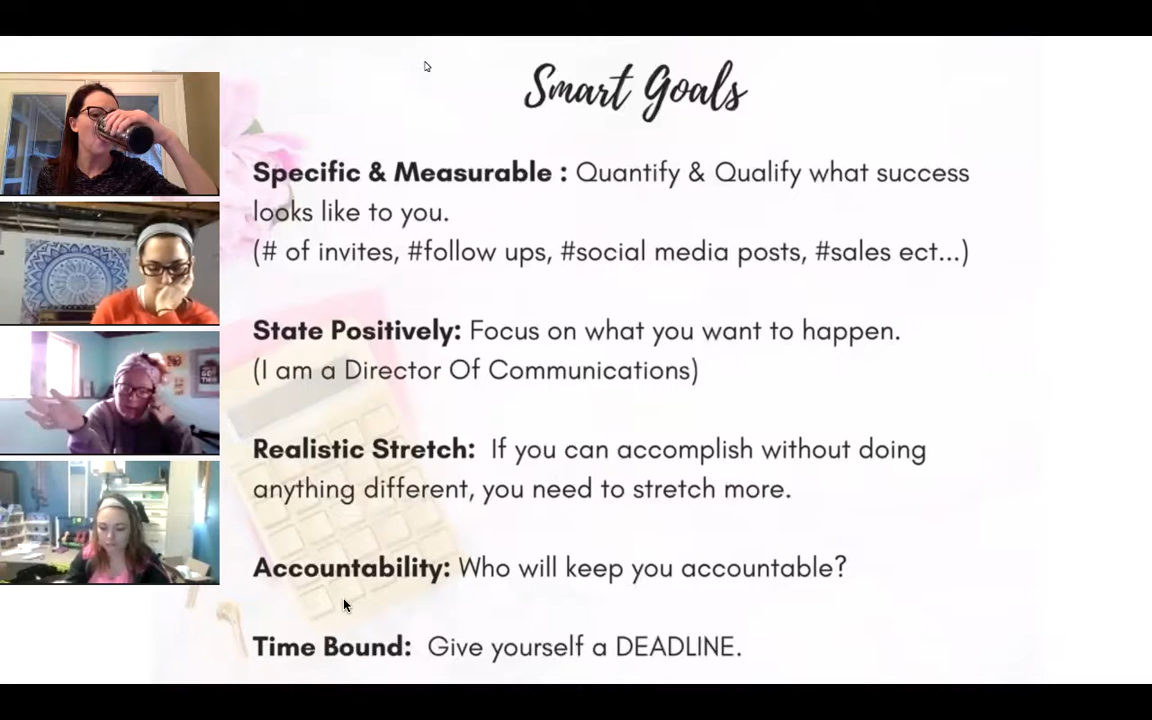 Smart Goals
Specific & Measurable : Quantify & Qualify what success
looks like to you.
(# of invites, #follow ups, #social media posts, #sales ect...)
State Positively: Focus on what you want to happen.
(I am a Director Of Communications)
Realistic Stretch: If you can accomplish without doing
anything different, you need to stretch more.
Accountability: Who will keep you accountable?
Time Bound: Give yourself a DEADLINE.